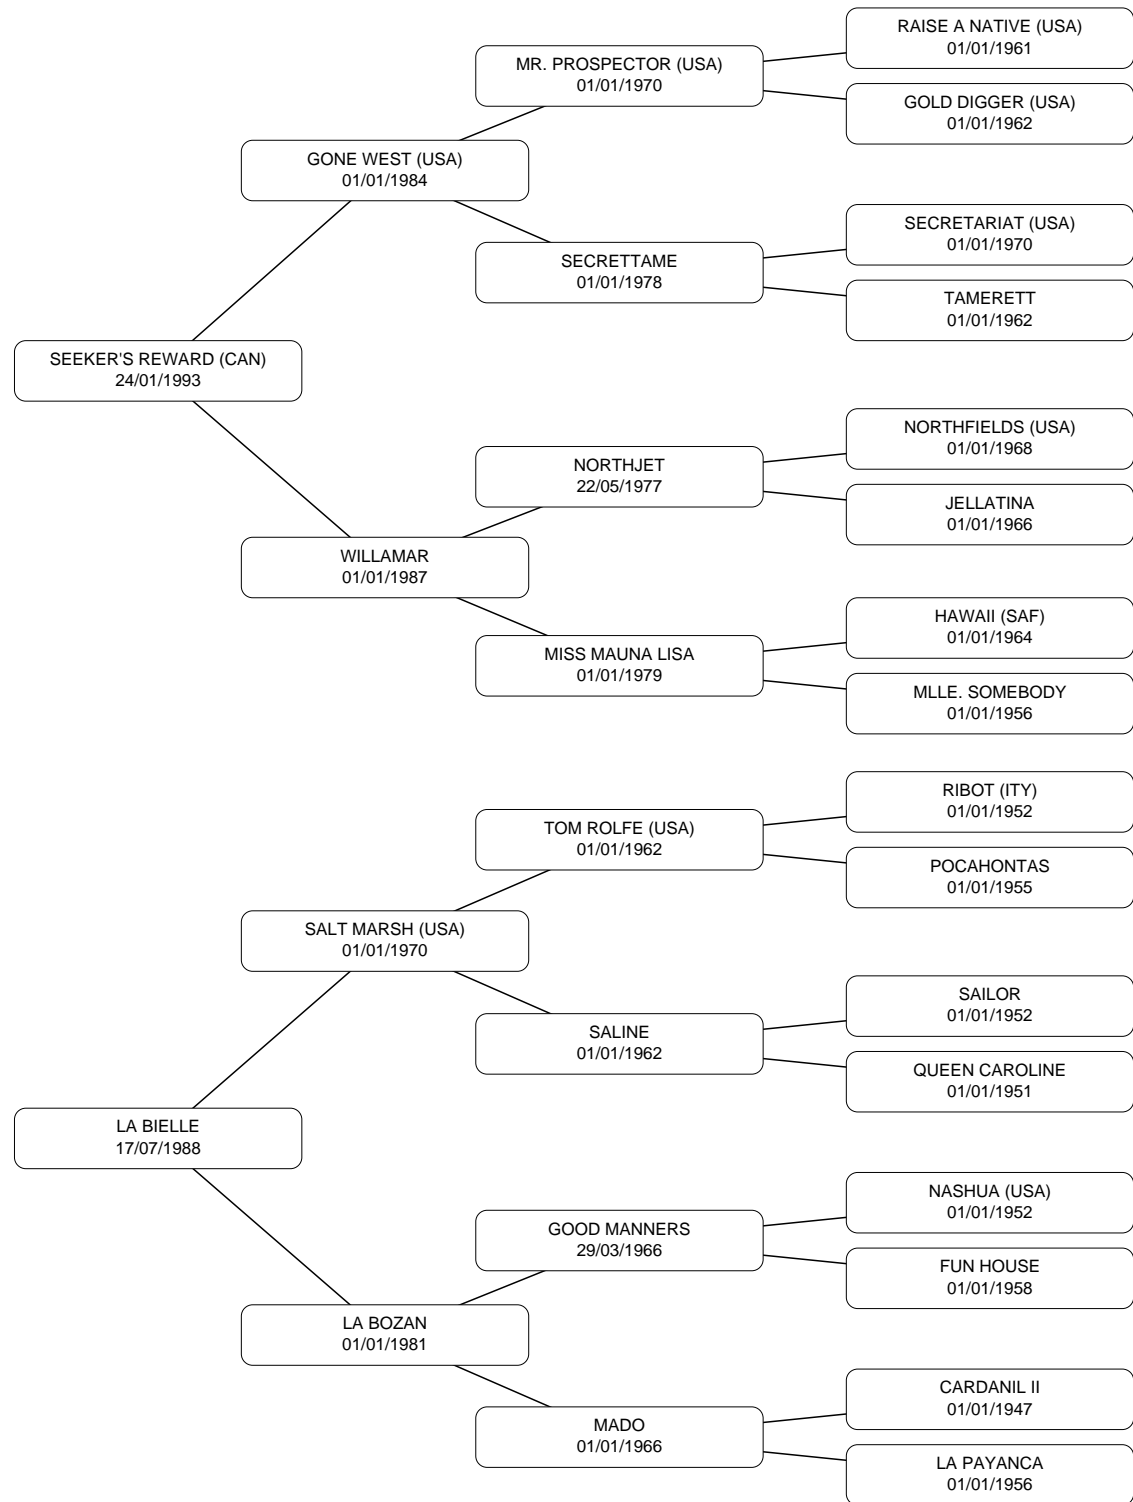 RAISE A NATIVE (USA)
01/01/1961
MR. PROSPECTOR (USA)
01/01/1970
GOLD DIGGER (USA)
01/01/1962
GONE WEST (USA)
01/01/1984
SECRETARIAT (USA)
01/01/1970
SECRETTAME
01/01/1978
TAMERETT
01/01/1962
SEEKER'S REWARD (CAN)
24/01/1993
NORTHFIELDS (USA)
01/01/1968
NORTHJET
22/05/1977
JELLATINA
01/01/1966
WILLAMAR
01/01/1987
HAWAII (SAF)
01/01/1964
MISS MAUNA LISA
01/01/1979
MLLE. SOMEBODY
01/01/1956
RIBOT (ITY)
01/01/1952
TOM ROLFE (USA)
01/01/1962
POCAHONTAS
01/01/1955
SALT MARSH (USA)
01/01/1970
SAILOR
01/01/1952
SALINE
01/01/1962
QUEEN CAROLINE
01/01/1951
LA BIELLE
17/07/1988
NASHUA (USA)
01/01/1952
GOOD MANNERS
29/03/1966
FUN HOUSE
01/01/1958
LA BOZAN
01/01/1981
CARDANIL II
01/01/1947
MADO
01/01/1966
LA PAYANCA
01/01/1956